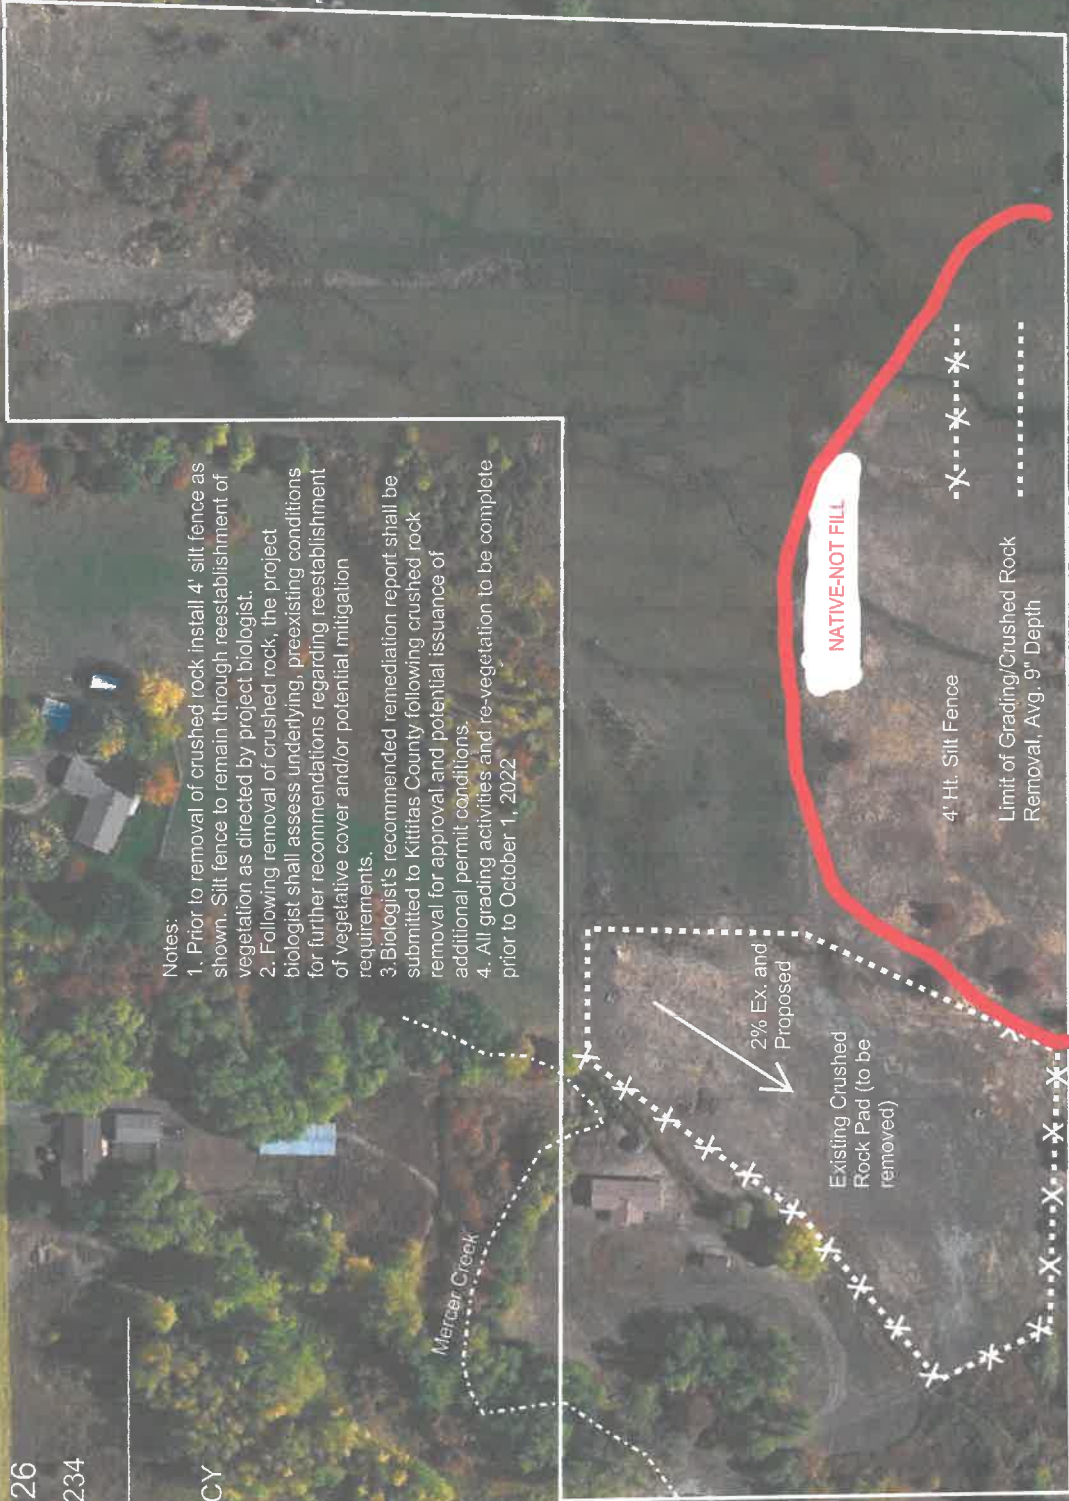 26
234
CY
Notes:
1. Prior to removal of crushed rock install 4' silt fence as
shown. Silt fence to remain through reestablishment of
vegetation as directed by project biologist.
2. Following removal of crushed rock, the project
biologist shall assess underlying, preexisting conditions
for further recommendations regarding reestablishment
of vegetative cover and/or potential mitigation
requirements.
3.Biologist's recommended remediation report shall be
submitted to Kittitas County following crushed rock
removal for approval and potential issuance of
additional permit conditions.
4. All grading activities and re-vegetation to be complete
prior to October 1, 2022
Mercer Creek
2% Ex. and
Proposed
Existing Crushed
Rock Pad (to be
removed)
NATIVE-NOT FILL
4' Ht. Silt Fence
Limit of Grading/Crushed Rock
Removal, Avg. 9" Depth